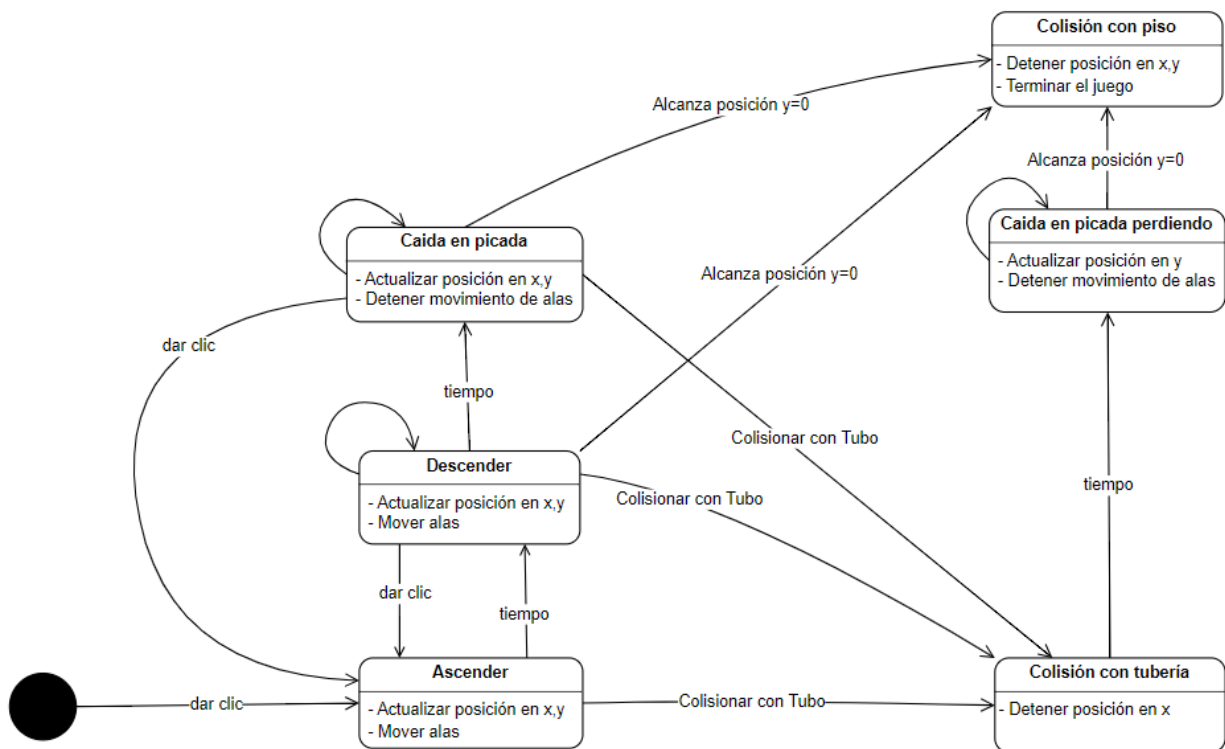 Colisión con piso
- Detener posición en x,y
- Terminar el juego
Alcanza posición y=0
Alcanza posición y=0
Caida en picada
- Actualizar posición en x,y
- Detener movimiento de alas
Caida en picada perdiendo
- Actualizar posición en y
- Detener movimiento de alas
Alcanza posición y=0
dar clic
tiempo
Colisionar con Tubo
Descender
- Actualizar posición en x,y
- Mover alas
Colisionar con Tubo
tiempo
dar clic
tiempo
Ascender
- Actualizar posición en x,y
- Mover alas
Colisión con tubería
- Detener posición en x
dar clic
Colisionar con Tubo